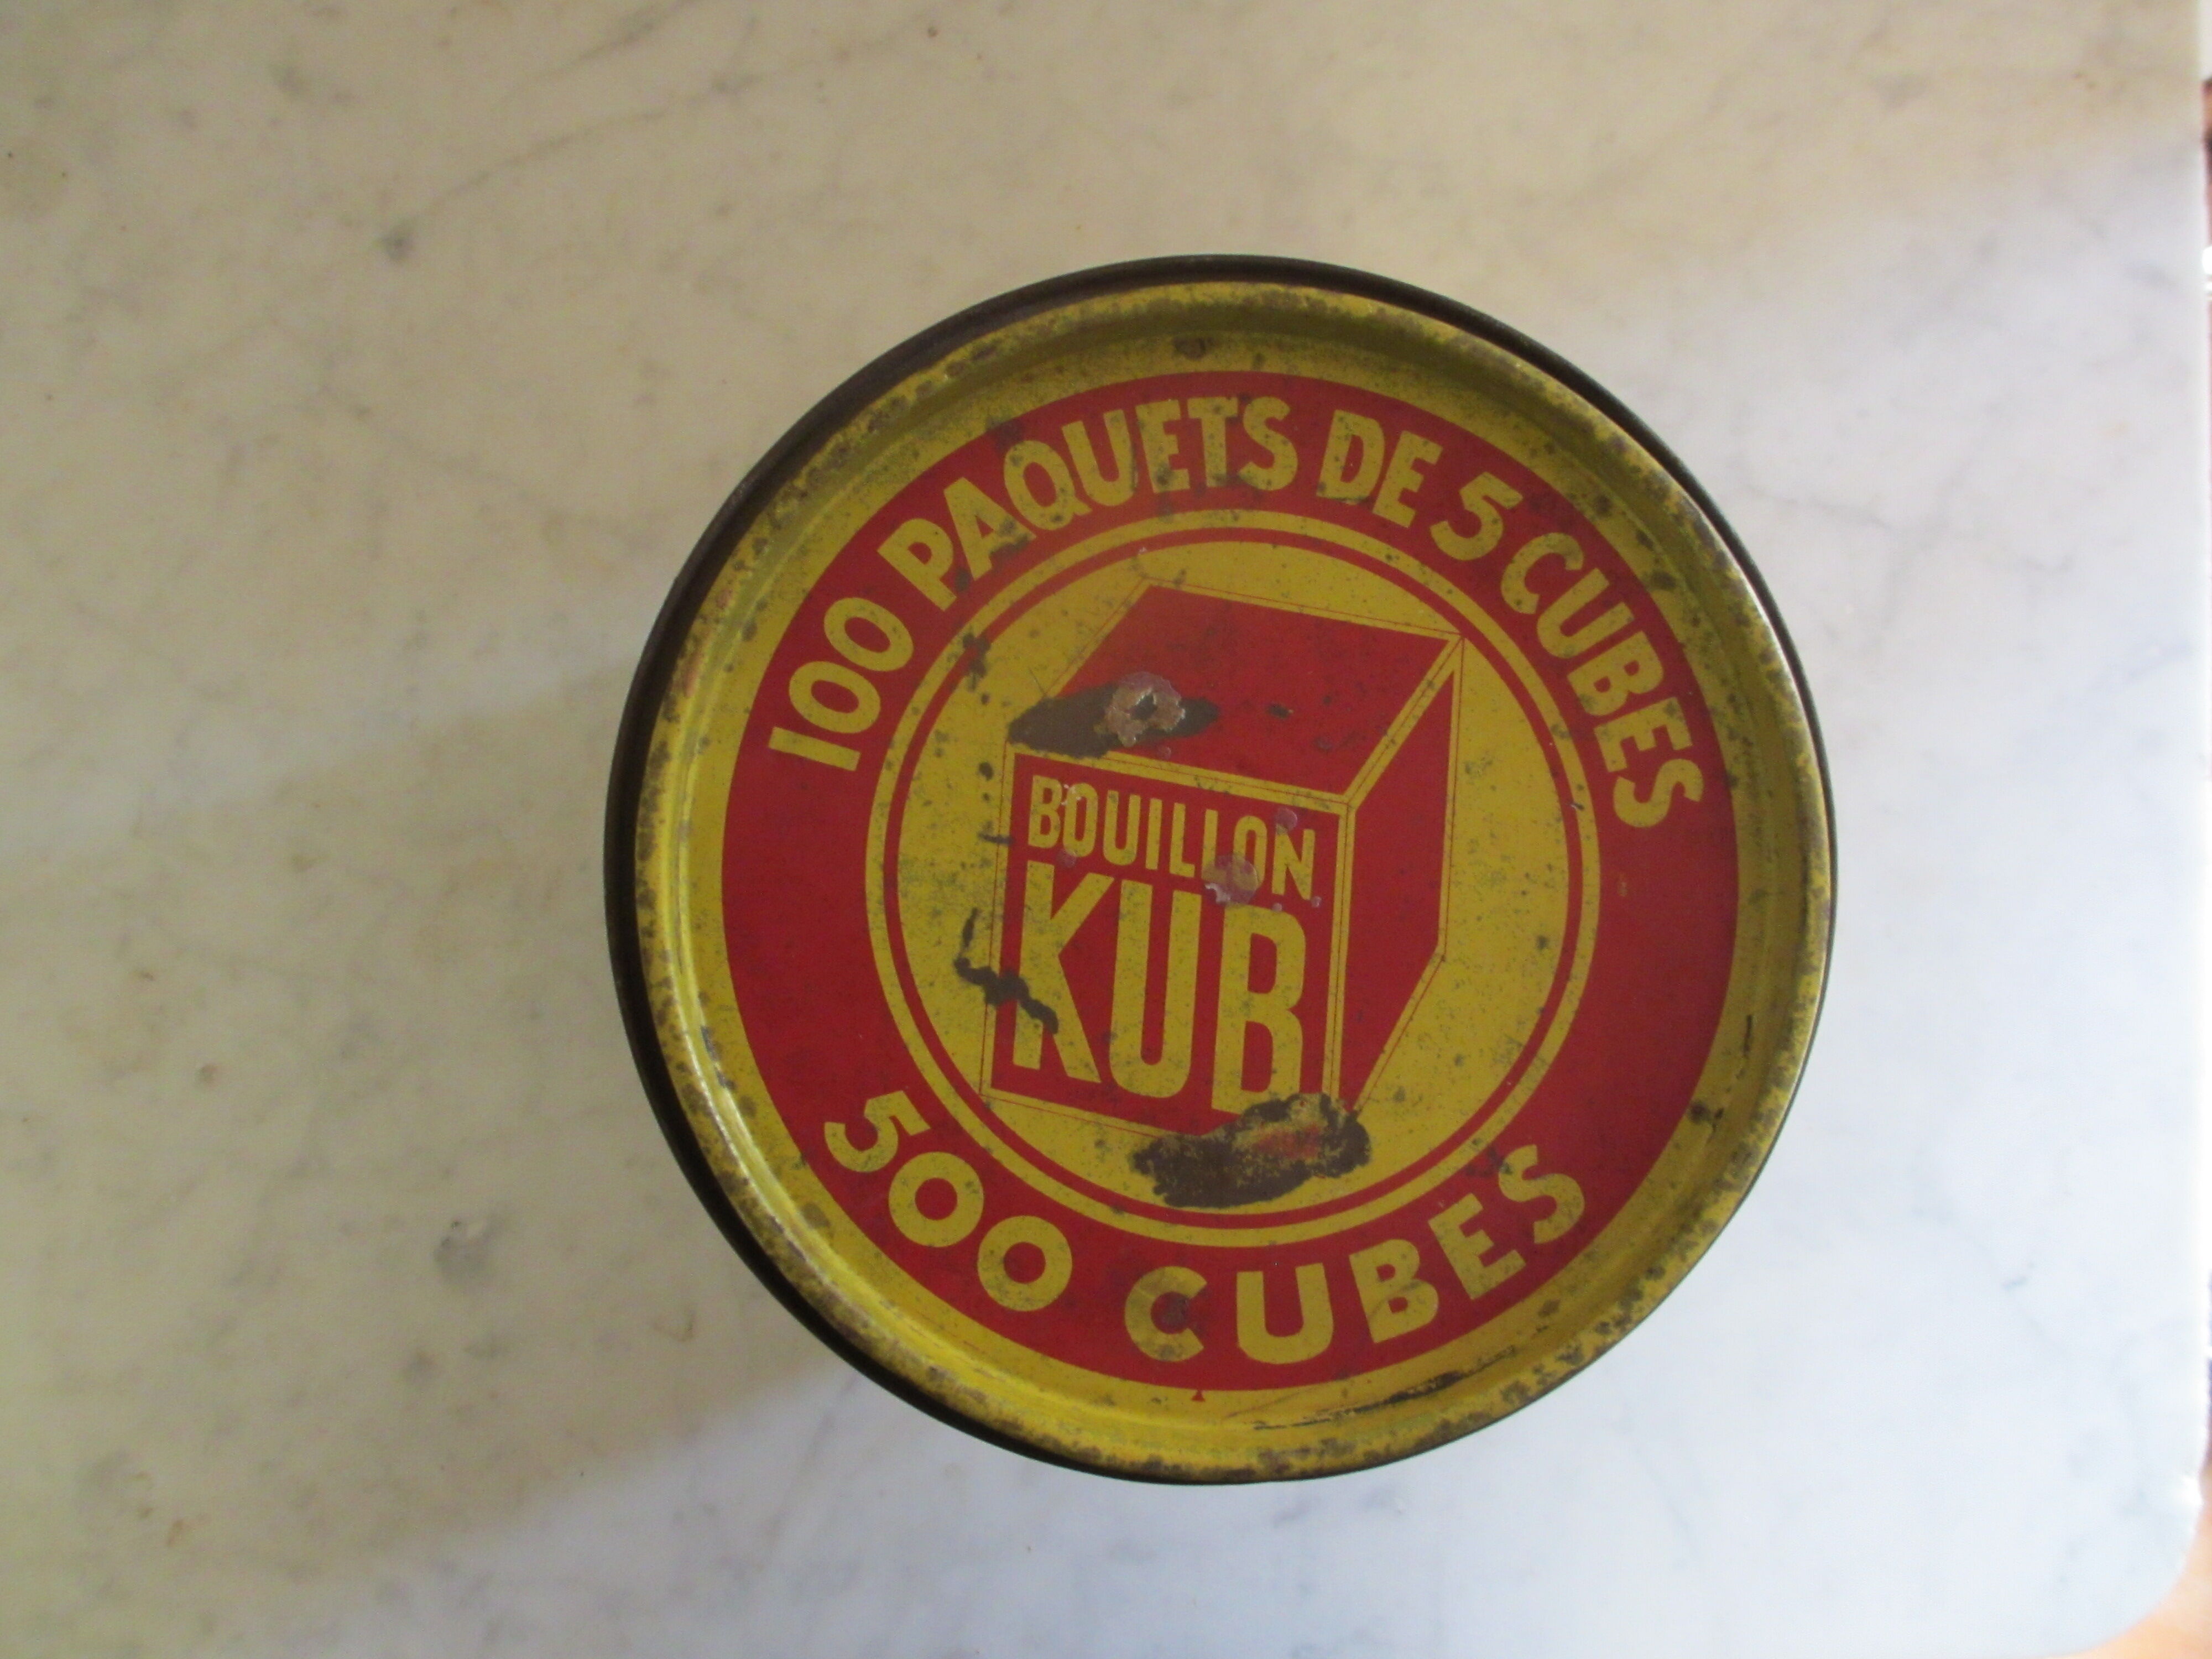 100 PAQUETS DE 5 CUBES
BOUILLON
KUB
500 CUBES